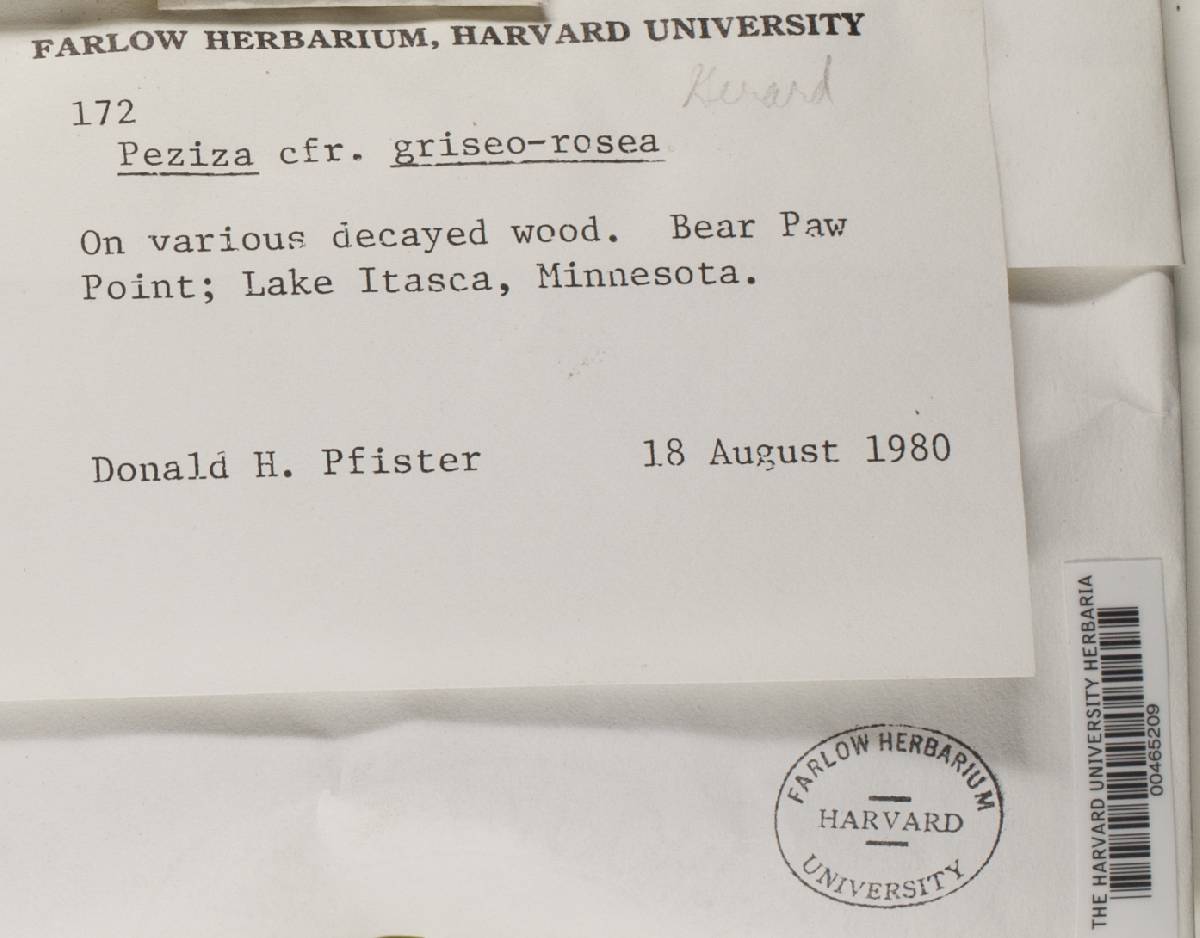 FARLOW HERBARIUM, HARVARD UNIVERSITY
172
Peziza cfr. griseo-rosea
Gerard
On various decayed wood. Bear Paw
Point; Lake Itasca, Minnesota.
Donald H. Pfister 18 August 1980
FARLOW HERBARIUM
HARVARD
UNIVERSITY
THE HARVARD UNIVERSITY HERBARIA
00465209